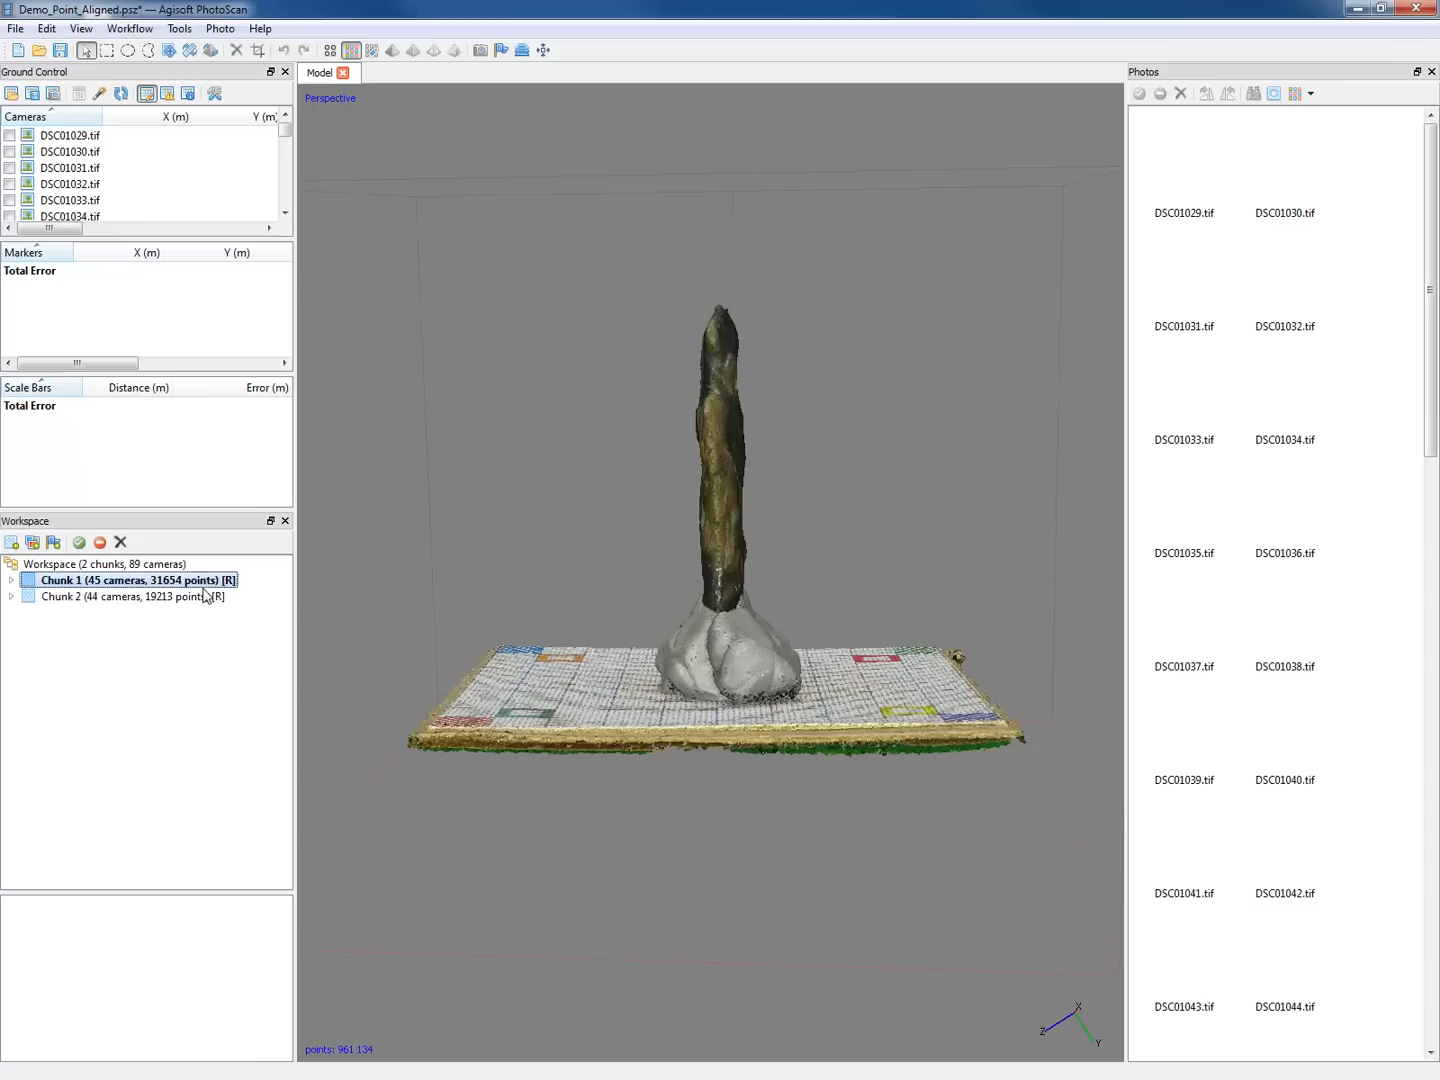 Demo_Point_Aligned.psz* — Agisoft PhotoScan
File Edit View Workflow Tools Photo Help
Ground Control
Cameras X (m) Y (m)
DSC01029.tif
DSC01030.tif
DSC01031.tif
DSC01032.tif
DSC01033.tif
DSC01034.tif
Markers X (m) Y (m)
Total Error
Scale Bars Distance (m) Error (m)
Total Error
Workspace
Workspace (2 chunks, 89 cameras)
Chunk 1 (45 cameras, 31654 points) [R]
Chunk 2 (44 cameras, 19213 points) [R]
Model
Perspective
points: 961 134
X
Z
Y
Photos
DSC01029.tif DSC01030.tif
DSC01031.tif DSC01032.tif
DSC01033.tif DSC01034.tif
DSC01035.tif DSC01036.tif
DSC01037.tif DSC01038.tif
DSC01039.tif DSC01040.tif
DSC01041.tif DSC01042.tif
DSC01043.tif DSC01044.tif